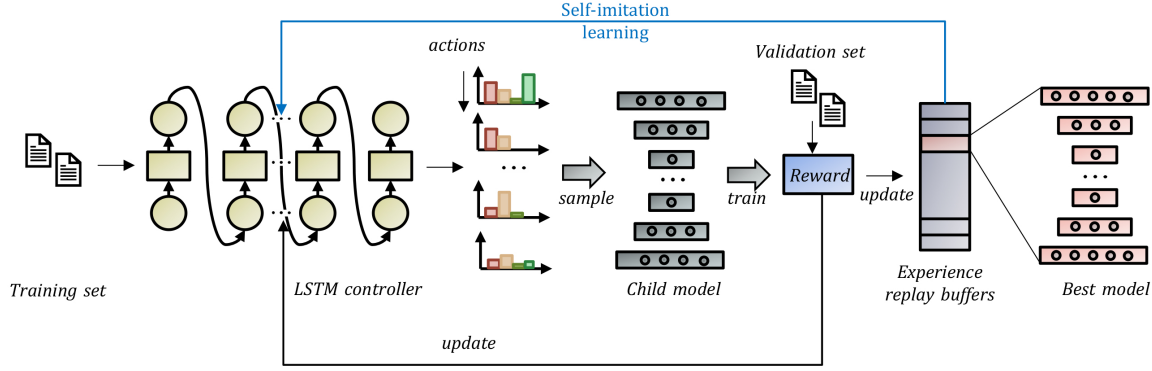 Self-imitation
learning
actions
Validation set
Reward
sample
train
update
Training set
LSTM controller
Child model
Experience
replay buffers
Best model
update